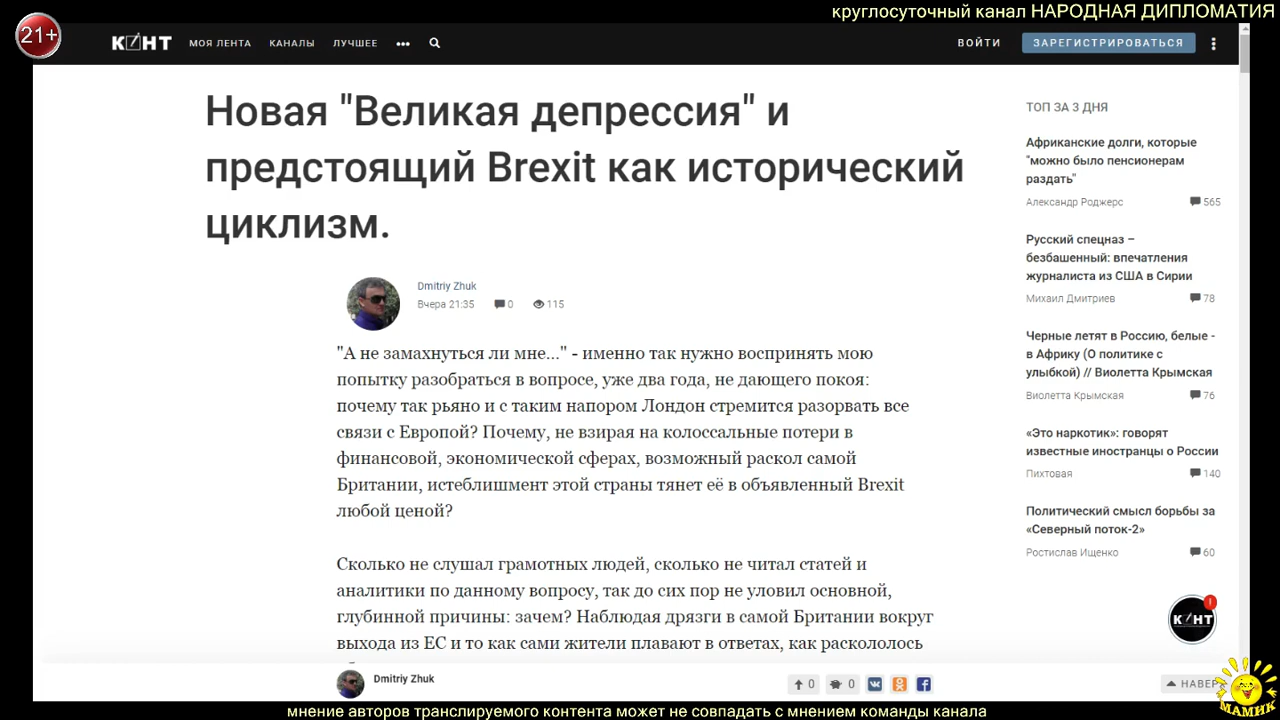 круглосуточный канал НАРОДНАЯ ДИПЛОМАТИЯ
21+
КОНТ
МОЯ ЛЕНТА КАНАЛЫ ЛУЧШЕЕ •••
ВОЙТИ ЗАРЕГИСТРИРОВАТЬСЯ
Новая "Великая депрессия" и
предстоящий Brexit как исторический
циклизм.
Dmitriy Zhuk
Вчера 21:35 0 115
"А не замахнуться ли мне..." - именно так нужно воспринять мою
попытку разобраться в вопросе, уже два года, не дающего покоя:
почему так рьяно и с таким напором Лондон стремится разорвать все
связи с Европой? Почему, не взирая на колоссальные потери в
финансовой, экономической сферах, возможный раскол самой
Британии, истеблишмент этой страны тянет её в объявленный Brexit
любой ценой?
Сколько не слушал грамотных людей, сколько не читал статей и
аналитики по данному вопросу, так до сих пор не уловил основной,
глубинной причины: зачем? Наблюдая дрязги в самой Британии вокруг
выхода из ЕС и то как сами жители плавают в ответах, как раскололось
ТОП ЗА 3 ДНЯ
Африканские долги, которые
"можно было пенсионерам
раздать"
Александр Роджерс 565
Русский спецназ –
безбашенный: впечатления
журналиста из США в Сирии
Михаил Дмитриев 78
Черные летят в Россию, белые -
в Африку (О политике с
улыбкой) // Виолетта Крымская
Виолетта Крымская 76
«Это наркотик»: говорят
известные иностранцы о России
Пихтовая 140
Политический смысл борьбы за
«Северный поток-2»
Ростислав Ищенко 60
КОНТ
!
Dmitriy Zhuk
0 0
МАМИК
мнение авторов транслируемого контента может не совпадать с мнением команды канала